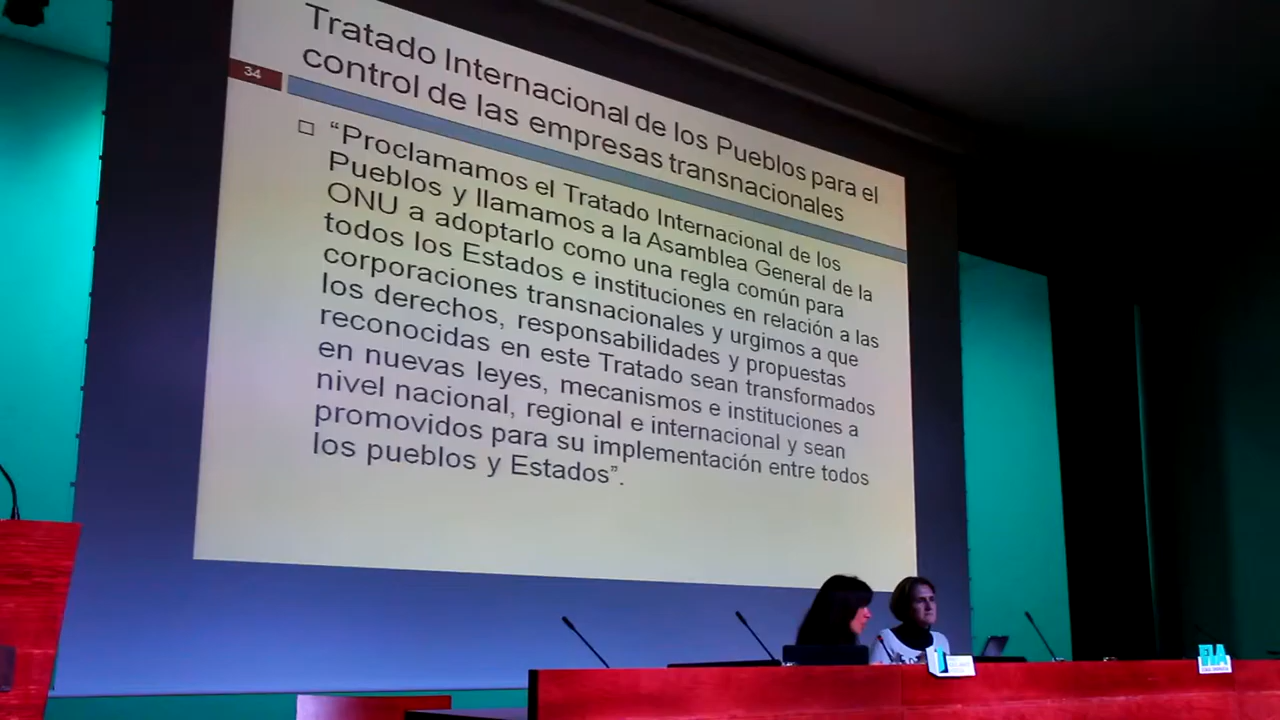 Tratado Internacional de los Pueblos para el
control de las empresas transnacionales
34
“Proclamamos el Tratado Internacional de los
Pueblos y llamamos a la Asamblea General de la
ONU a adoptarlo como una regla común para
todos los Estados e instituciones en relación a las
corporaciones transnacionales y urgimos a que
los derechos, responsabilidades y propuestas
reconocidas en este Tratado sean transformados
en nuevas leyes, mecanismos e instituciones a
nivel nacional, regional e internacional y sean
promovidos para su implementación entre todos
los pueblos y Estados”.